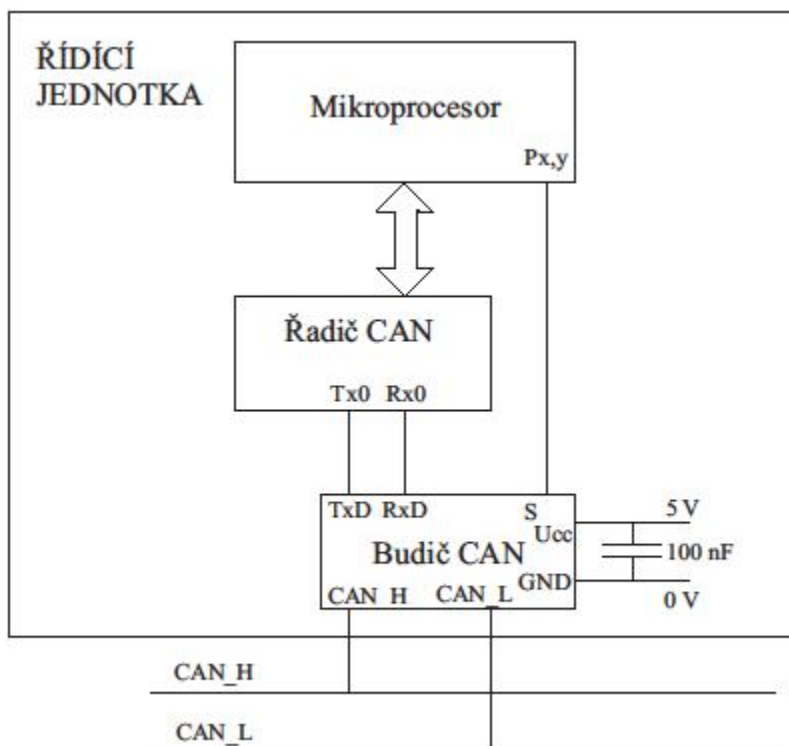 ŘÍDÍCÍ
JEDNOTKA
Mikroprocesor
Px,y
Řadič CAN
Tx0 Rx0
TxD RxD S
Ucc
Budič CAN
GND
CAN_H CAN_L
5 V
100 nF
0 V
CAN_H
CAN_L